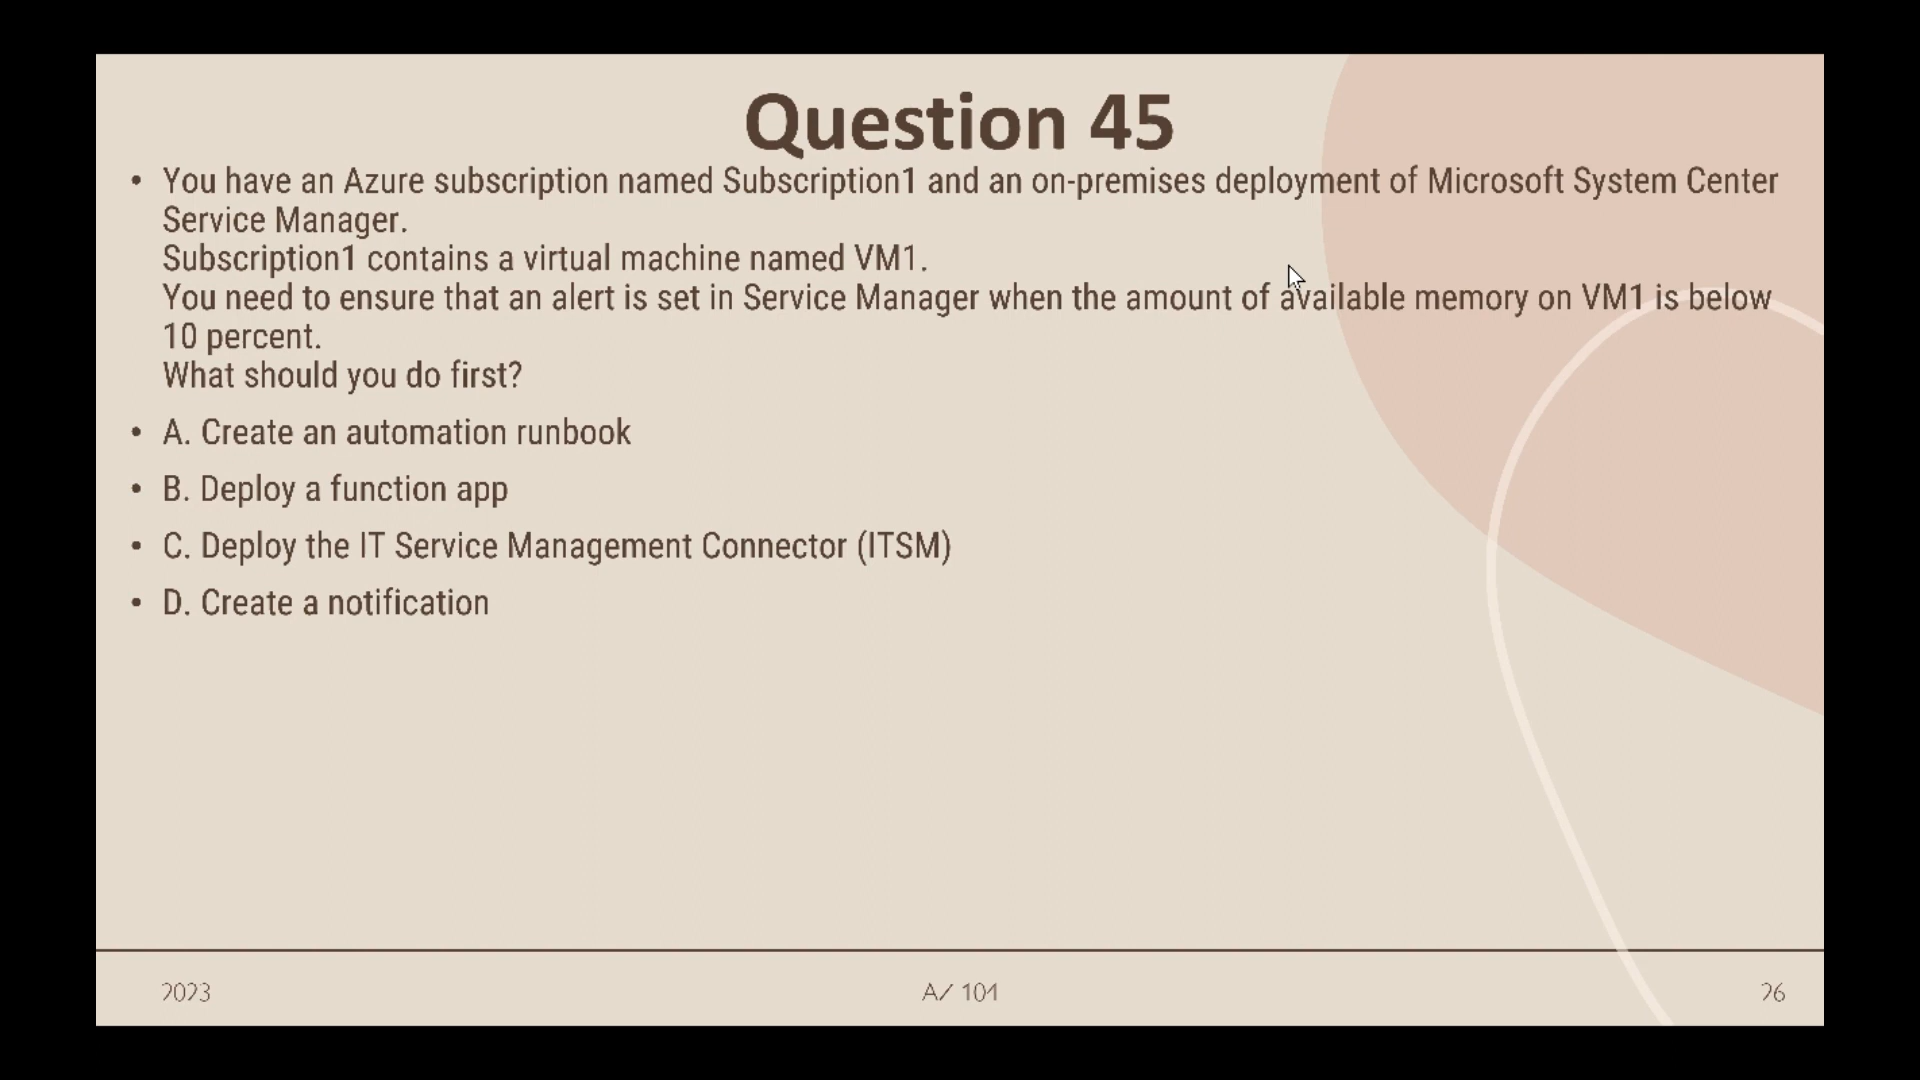 Question 45
• You have an Azure subscription named Subscription1 and an on-premises deployment of Microsoft System Center
Service Manager.
Subscription1 contains a virtual machine named VM1.
You need to ensure that an alert is set in Service Manager when the amount of available memory on VM1 is below
10 percent.
What should you do first?
• A. Create an automation runbook
• B. Deploy a function app
• C. Deploy the IT Service Management Connector (ITSM)
• D. Create a notification
2023
AZ 104
26